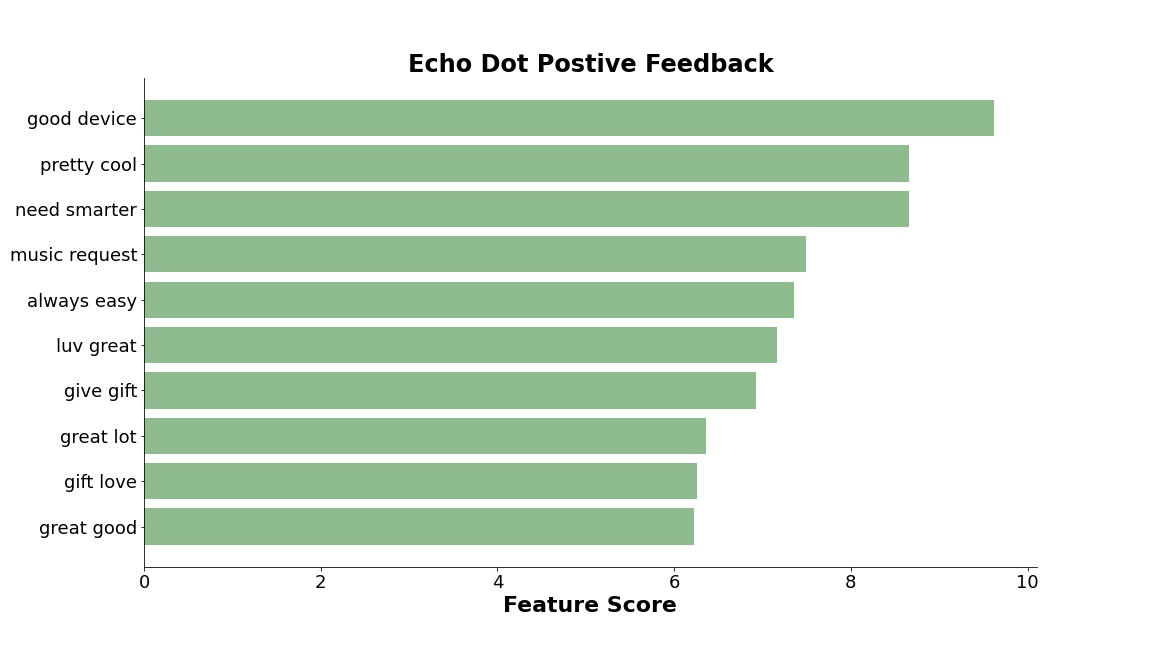 Echo Dot Postive Feedback
good device
pretty cool
need smarter
music request
always easy
luv great
give gift
great lot
gift love
great good
0 2 4 6 8 10
Feature Score